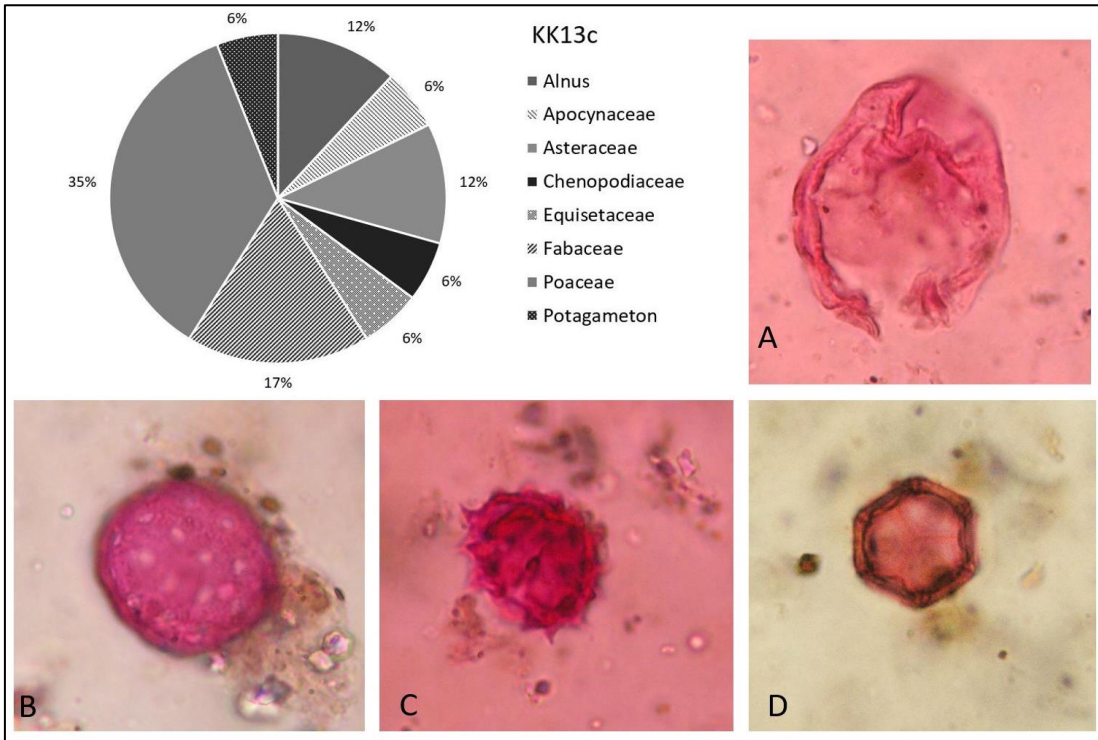 6%
12%
KK13c
6%
35%
12%
6%
6%
17%
Alnus
Apocynaceae
Asteraceae
Chenopodiaceae
Equisetaceae
Fabaceae
Poaceae
Potagameton
A
B
C
D